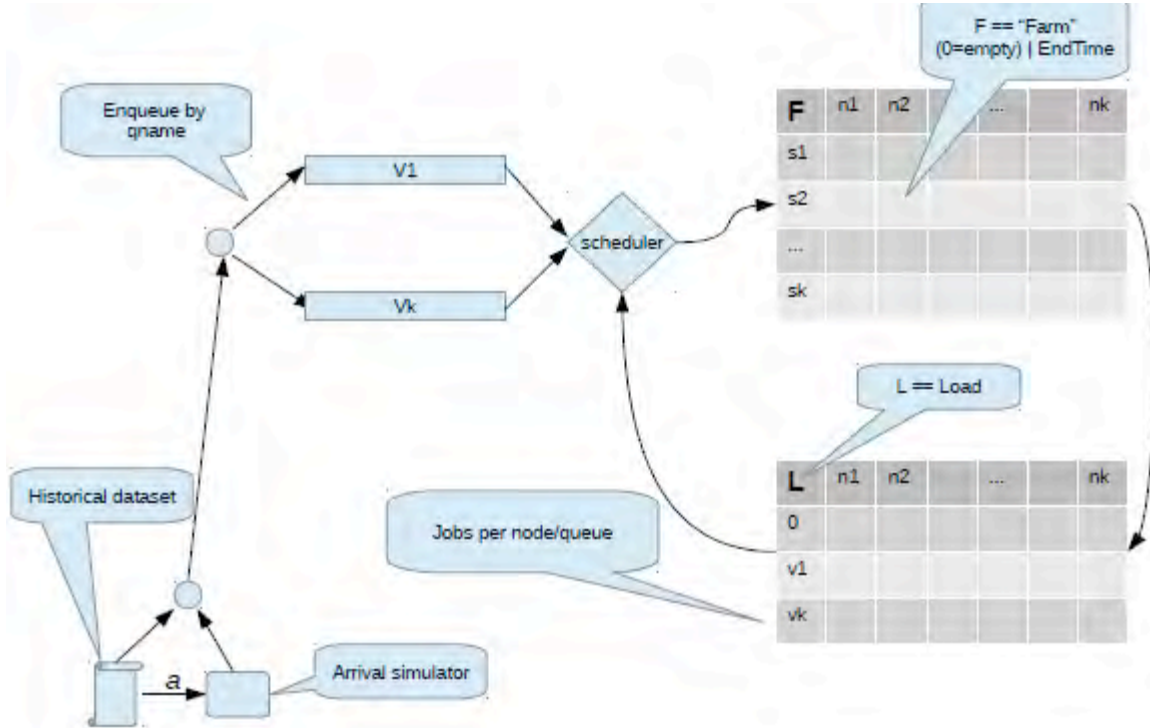 F == "Farm"
(0=empty) | EndTime
Enqueue by
qname
F n1 n2 ... nk
s1
s2
...
sk
V1
scheduler
Vk
L == Load
Historical dataset
L n1 n2 ... nk
0
v1
vk
Jobs per node/queue
Arrival simulator
a